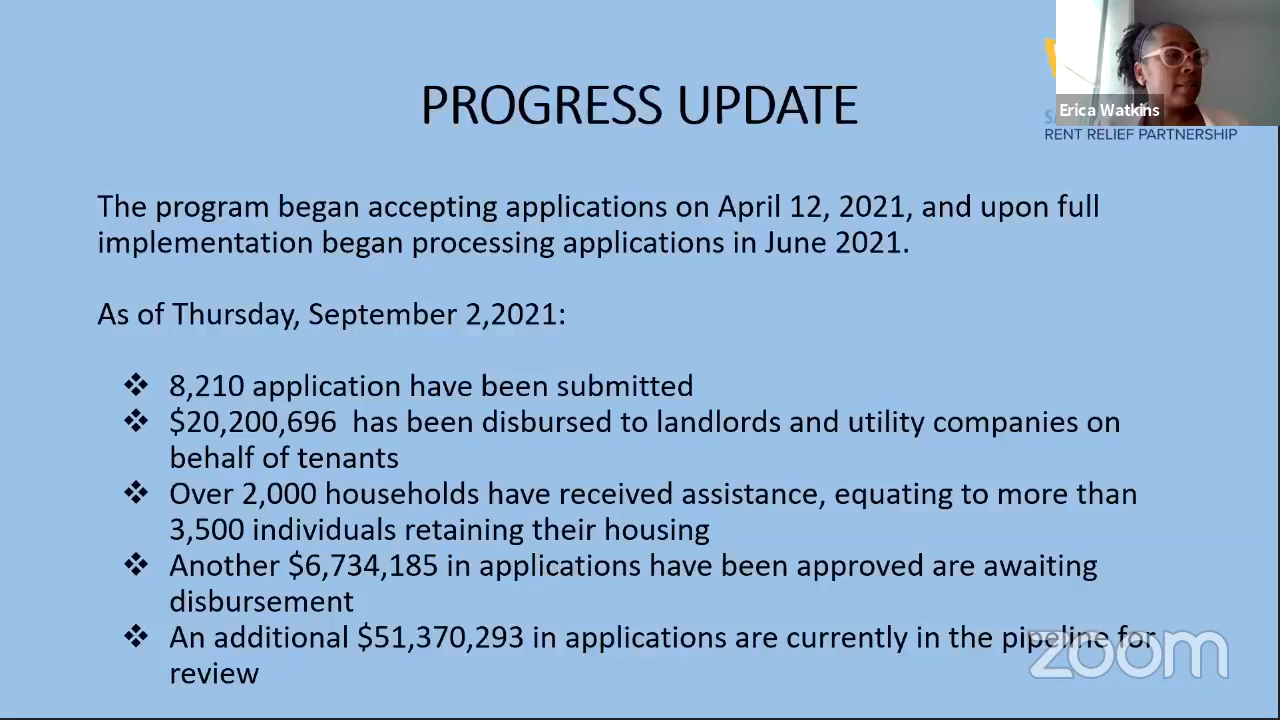 PROGRESS UPDATE
Erica Watkins
RENT RELIEF PARTNERSHIP
The program began accepting applications on April 12, 2021, and upon full
implementation began processing applications in June 2021.
As of Thursday, September 2,2021:
❖ 8,210 application have been submitted
❖ $20,200,696 has been disbursed to landlords and utility companies on
behalf of tenants
❖ Over 2,000 households have received assistance, equating to more than
3,500 individuals retaining their housing
❖ Another $6,734,185 in applications have been approved are awaiting
disbursement
❖ An additional $51,370,293 in applications are currently in the pipeline for
review
zoom